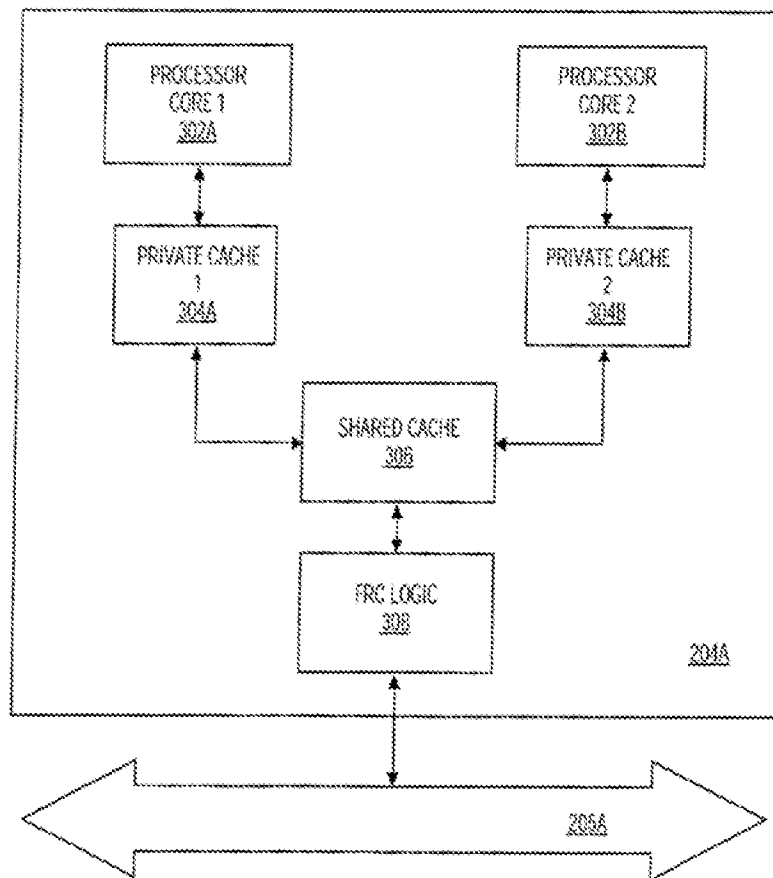 PROCESSOR
CORE 1
302A
PROCESSOR
CORE 2
302B
PRIVATE CACHE
1
304A
PRIVATE CACHE
2
304B
SHARED CACHE
306
FRC LOGIC
308
204A
206A